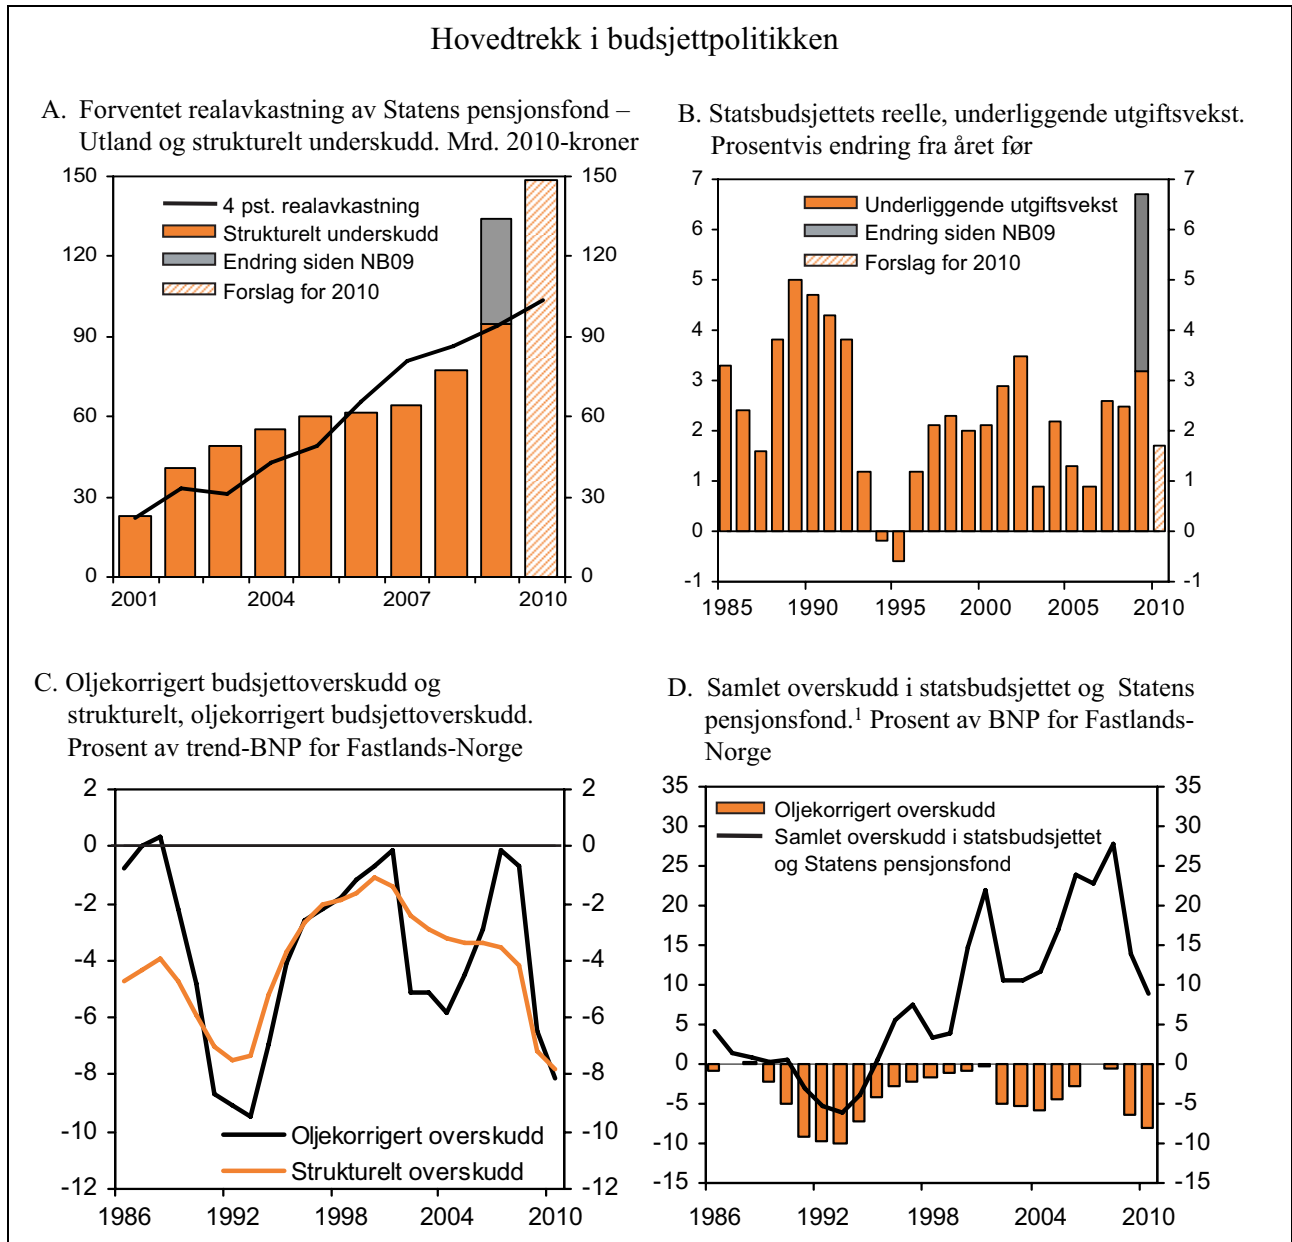 Hovedtrekk i budsjettpolitikken
A. Forventet realavkastning av Statens pensjonsfond –
Utland og strukturelt underskudd. Mrd. 2010-kroner
150 150
120 120
90 90
60 60
30 30
0 0
4 pst. realavkastning
Strukturelt underskudd
Endring siden NB09
Forslag for 2010
2001 2004 2007 2010
B. Statsbudsjettets reelle, underliggende utgiftsvekst.
Prosentvis endring fra året før
7 7
6 6
5 5
4 4
3 3
2 2
1 1
0 0
-1 -1
Underliggende utgiftsvekst
Endring siden NB09
Forslag for 2010
1985 1990 1995 2000 2005 2010
C. Oljekorrigert budsjettoverskudd og
strukturelt, oljekorrigert budsjettoverskudd.
Prosent av trend-BNP for Fastlands-Norge
2 2
0 0
-2 -2
-4 -4
-6 -6
-8 -8
-10 -10
-12 -12
Oljekorrigert overskudd
Strukturelt overskudd
1986 1992 1998 2004 2010
D. Samlet overskudd i statsbudsjettet og Statens
pensjonsfond.¹ Prosent av BNP for Fastlands-
Norge
35 35
30 30
25 25
20 20
15 15
10 10
5 5
0 0
-5 -5
-10 -10
-15 -15
Oljekorrigert overskudd
Samlet overskudd i statsbudsjettet
og Statens pensjonsfond
1986 1992 1998 2004 2010